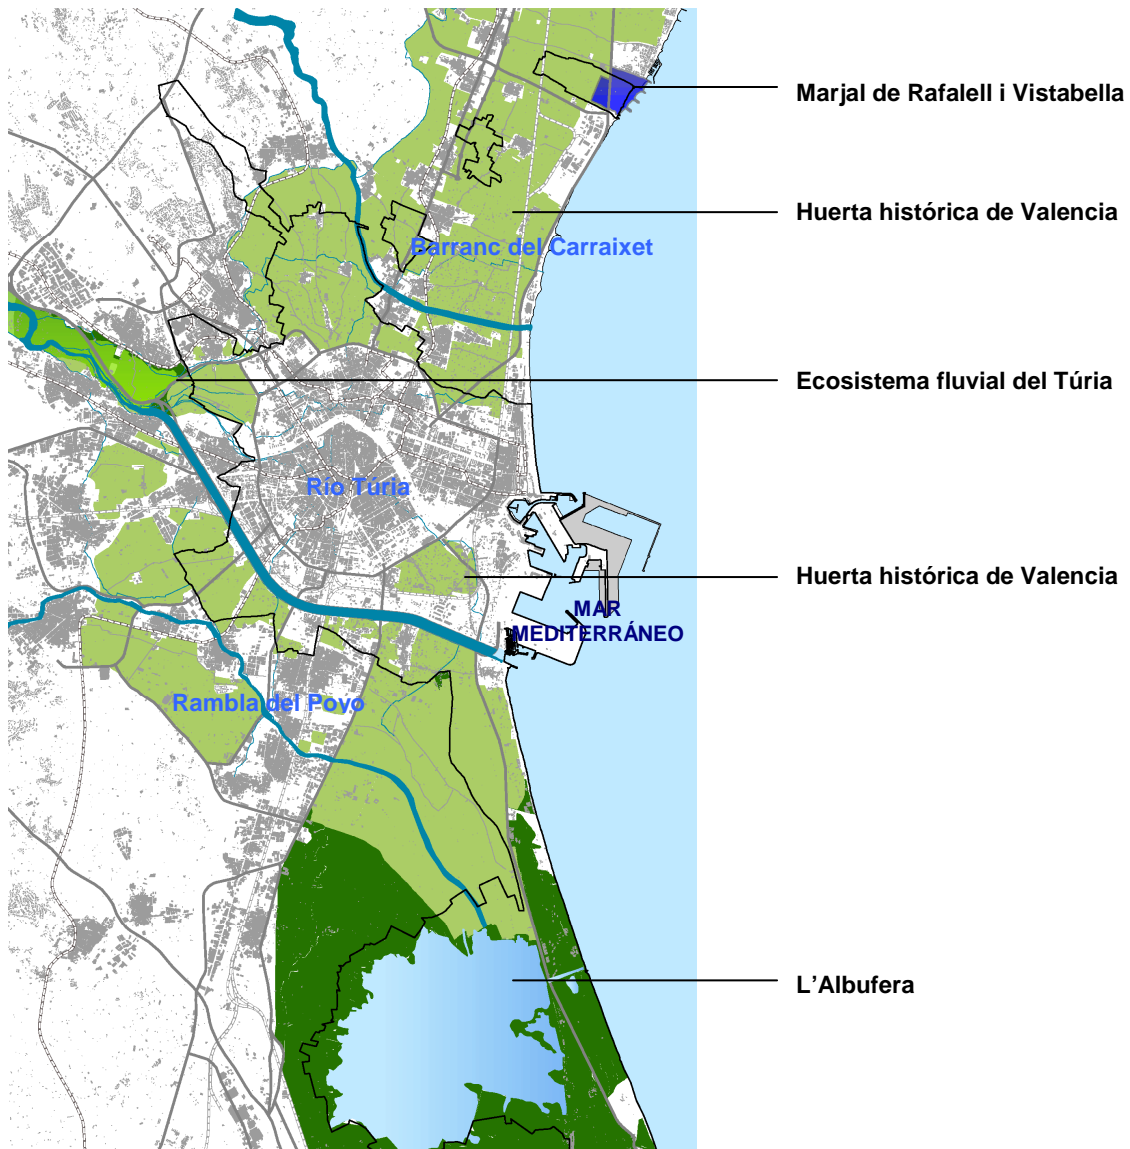 Marjal de Rafalell i Vistabella
Huerta histórica de Valencia
Barranc del Carraixet
Ecosistema fluvial del Túria
Río Túria
Huerta histórica de Valencia
MAR
MEDITERRÁNEO
Rambla del Poyo
L’Albufera